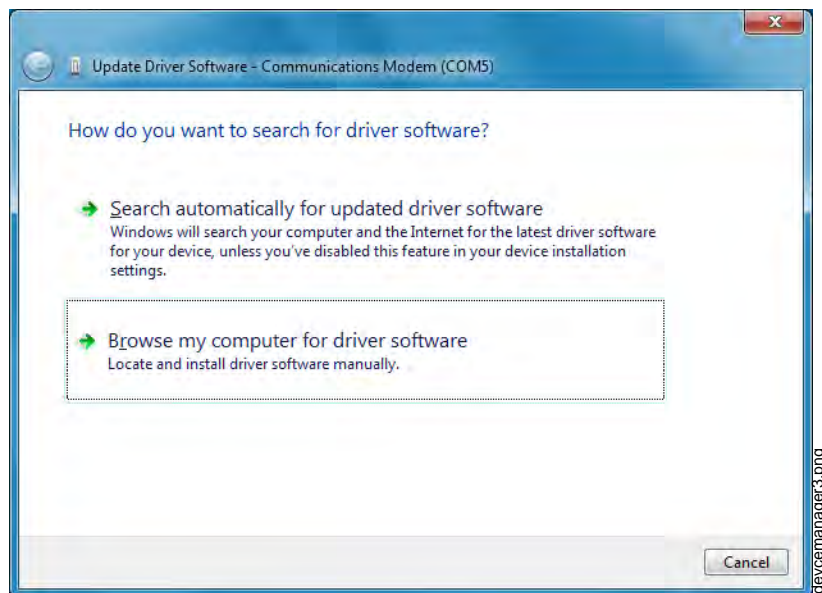 Update Driver Software - Communications Modem (COM5)
How do you want to search for driver software?
Search automatically for updated driver software
Windows will search your computer and the Internet for the latest driver software
for your device, unless you've disabled this feature in your device installation
settings.
Browse my computer for driver software
Locate and install driver software manually.
Cancel
devcemanager3.png